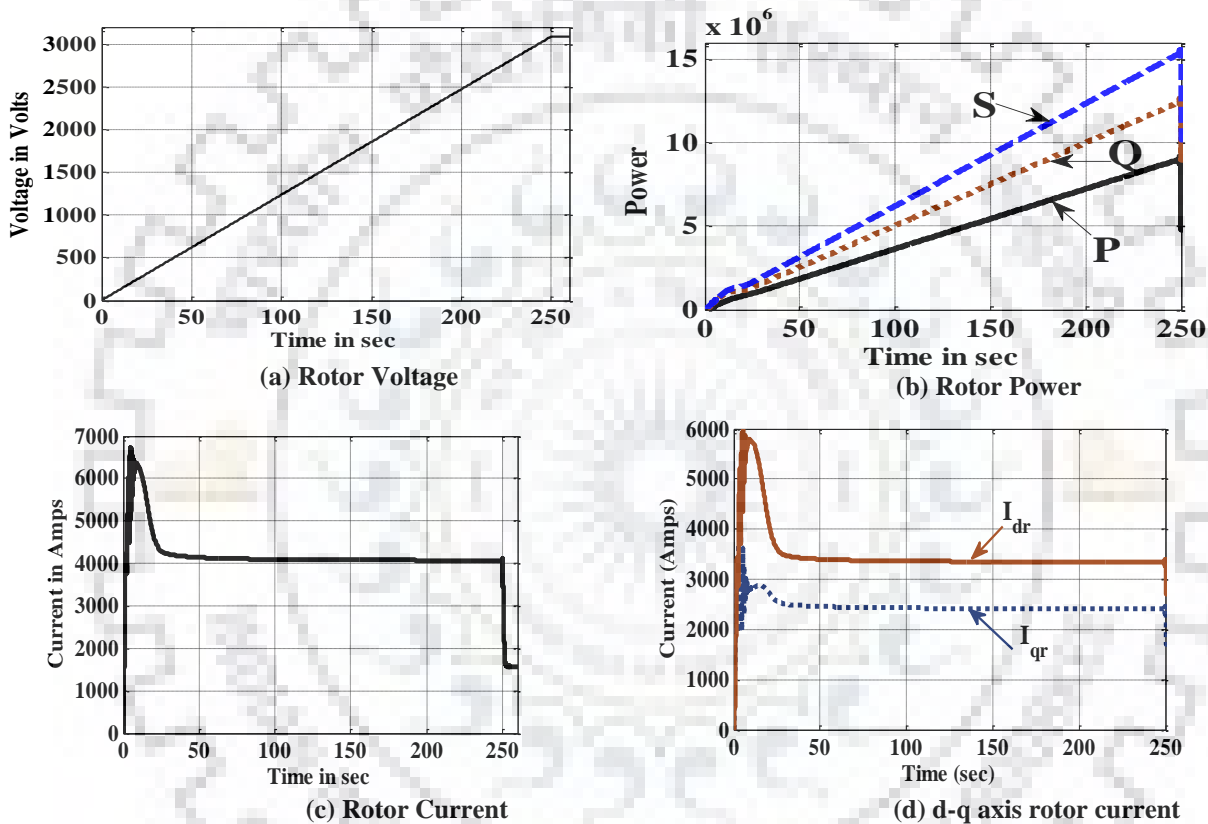 Voltage in Volts
3000
2500
2000
1500
1000
500
0
0 50 100 150 200 250
Time in sec
(a) Rotor Voltage
x 10^6
Power
15
10
5
0
S
Q
P
0 50 100 150 200 250
Time in sec
(b) Rotor Power
Current in Amps
7000
6000
5000
4000
3000
2000
1000
0
0 50 100 150 200 250
Time in sec
(c) Rotor Current
Current (Amps)
6000
5000
4000
3000
2000
1000
0
I_dr
I_qr
0 50 100 150 200 250
Time (sec)
(d) d-q axis rotor current